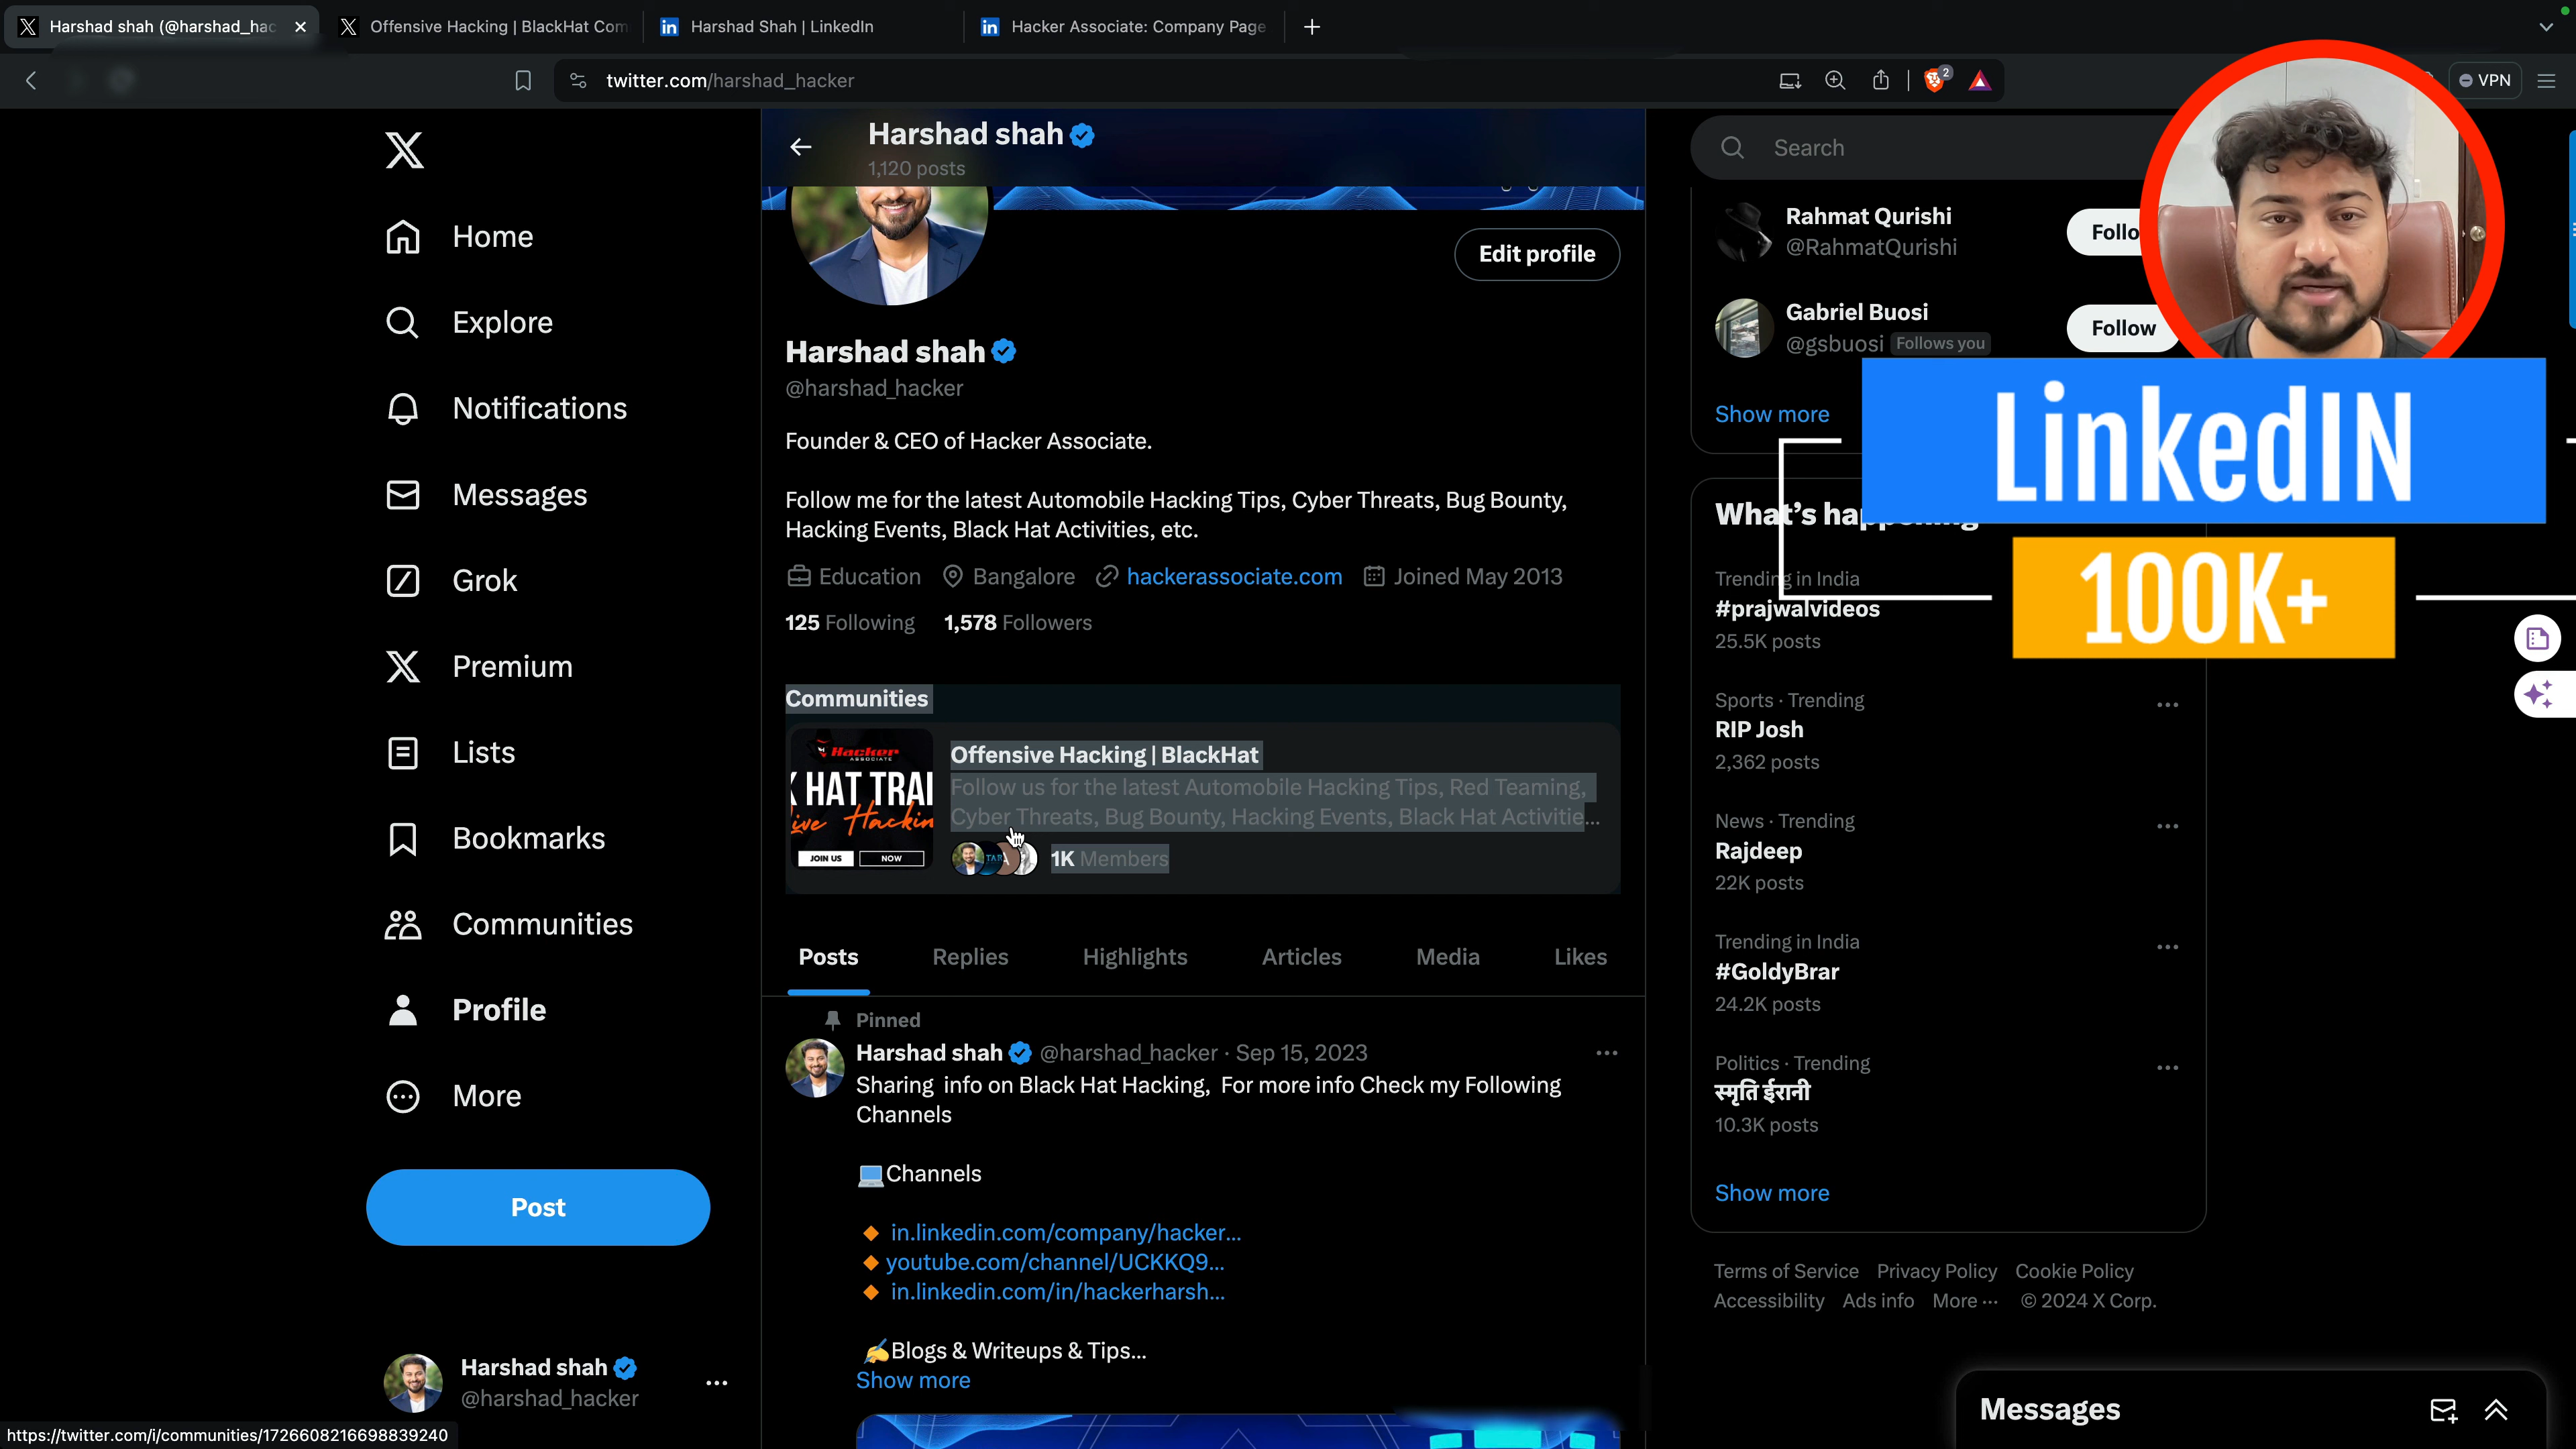 Harshad shah (@harshad_hac
Offensive Hacking | BlackHat Com
Harshad Shah | LinkedIn
Hacker Associate: Company Page
twitter.com/harshad_hacker
2
VPN
Home
Explore
Notifications
Messages
Grok
Premium
Lists
Bookmarks
Communities
Profile
More
Post
Harshad shah
@harshad_hacker
https://twitter.com/i/communities/1726608216698839240
Harshad shah
1,120 posts
Edit profile
Harshad shah
@harshad_hacker
Founder & CEO of Hacker Associate.
Follow me for the latest Automobile Hacking Tips, Cyber Threats, Bug Bounty,
Hacking Events, Black Hat Activities, etc.
Education Bangalore hackerassociate.com Joined May 2013
125 Following 1,578 Followers
Communities
Hacker
ASSOCIATE
K HAT TRAI
ive Hackin
JOIN US NOW
Offensive Hacking | BlackHat
Follow us for the latest Automobile Hacking Tips, Red Teaming,
Cyber Threats, Bug Bounty, Hacking Events, Black Hat Activitie...
1K Members
Posts Replies Highlights Articles Media Likes
Pinned
Harshad shah @harshad_hacker · Sep 15, 2023
Sharing info on Black Hat Hacking, For more info Check my Following
Channels
💻Channels
🔸 in.linkedin.com/company/hacker...
🔸 youtube.com/channel/UCKKQ9...
🔸 in.linkedin.com/in/hackerharsh...
✍Blogs & Writeups & Tips...
Show more
Search
Rahmat Qurishi
@RahmatQurishi
Follo
Gabriel Buosi
@gsbuosi Follows you
Follow
Show more
LinkedIN
100K+
What's happening
Trending in India
#prajwalvideos
25.5K posts
Sports · Trending
RIP Josh
2,362 posts
News · Trending
Rajdeep
22K posts
Trending in India
#GoldyBrar
24.2K posts
Politics · Trending
स्मृति ईरानी
10.3K posts
Show more
Terms of Service Privacy Policy Cookie Policy
Accessibility Ads info More ··· © 2024 X Corp.
Messages